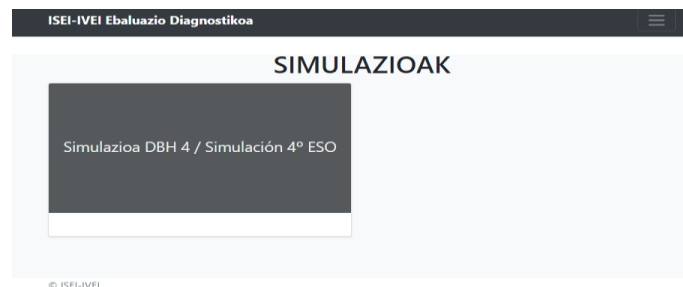 ISEI-IVEI Ebaluazio Diagnostikoa
SIMULAZIOAK
Simulazioa DBH 4 / Simulación 4º ESO
© ISEI-IVEI